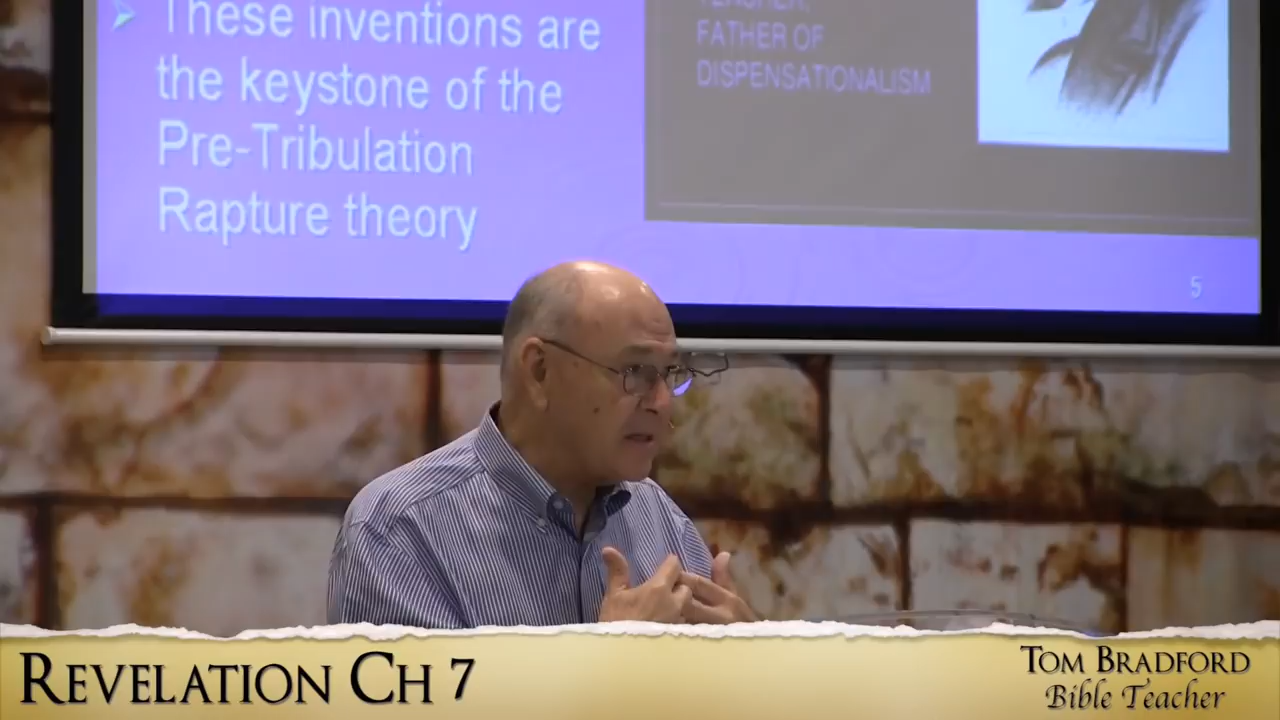 These inventions are
the keystone of the
Pre-Tribulation
Rapture theory
TEACHER,
FATHER OF
DISPENSATIONALISM
5
REVELATION CH 7
TOM BRADFORD
Bible Teacher